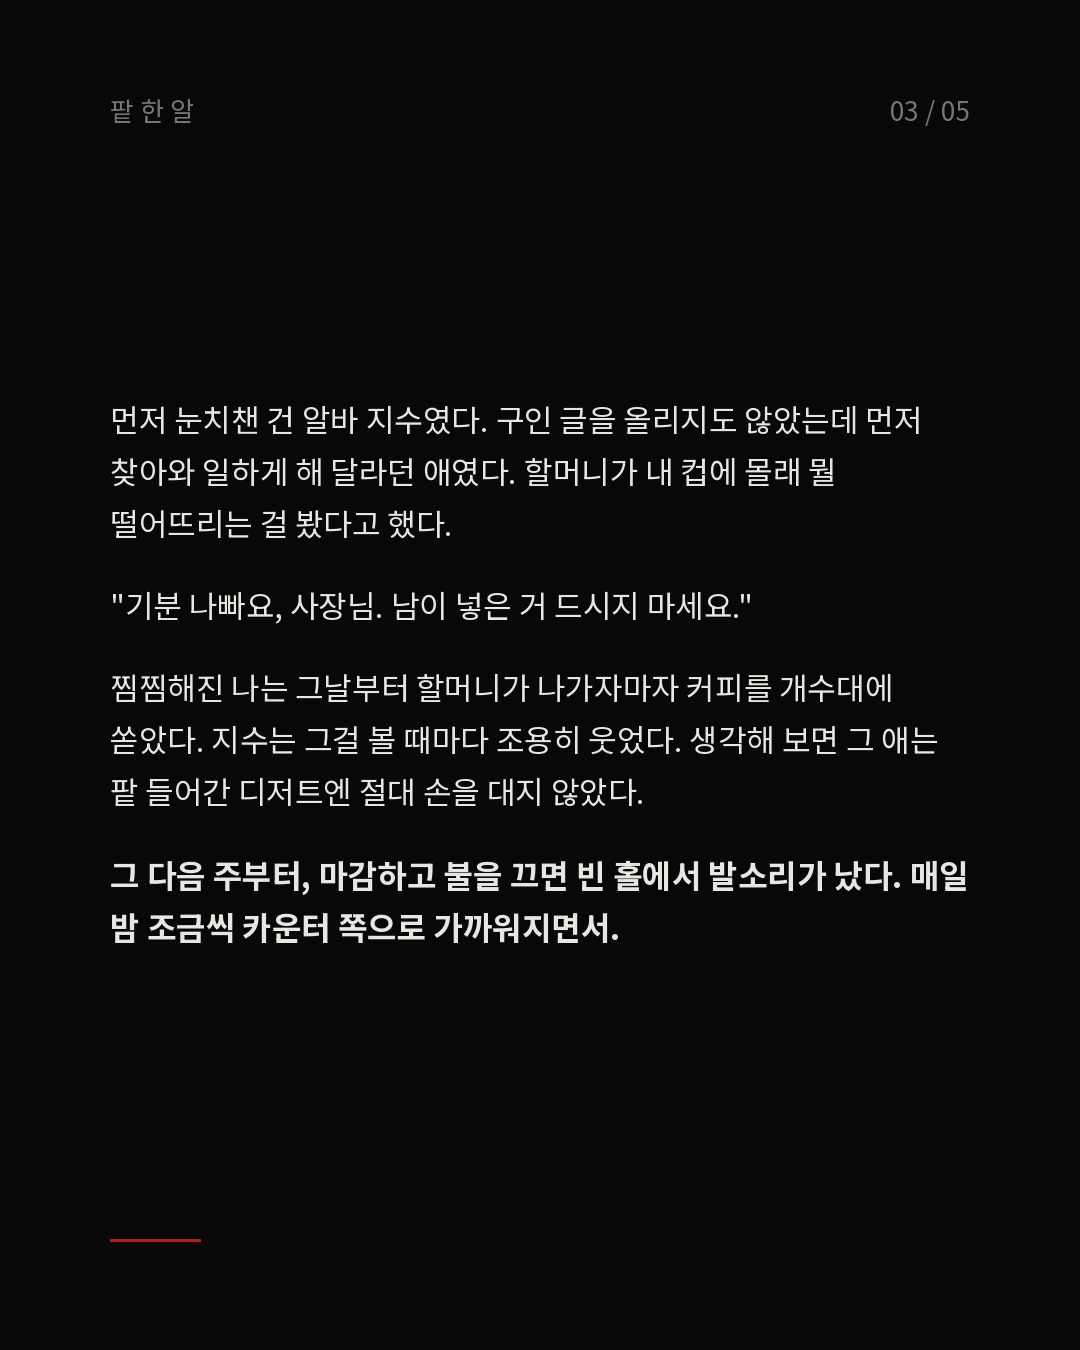 팥 한 알
03 / 05
먼저 눈치챈 건 알바 지수였다. 구인 글을 올리지도 않았는데 먼저
찾아와 일하게 해 달라던 애였다. 할머니가 내 컵에 몰래 뭘
떨어뜨리는 걸 봤다고 했다.
"기분 나빠요, 사장님. 남이 넣은 거 드시지 마세요."
찜찜해진 나는 그날부터 할머니가 나가자마자 커피를 개수대에
쏟았다. 지수는 그걸 볼 때마다 조용히 웃었다. 생각해 보면 그 애는
팥 들어간 디저트엔 절대 손을 대지 않았다.
그 다음 주부터, 마감하고 불을 끄면 빈 홀에서 발소리가 났다. 매일
밤 조금씩 카운터 쪽으로 가까워지면서.